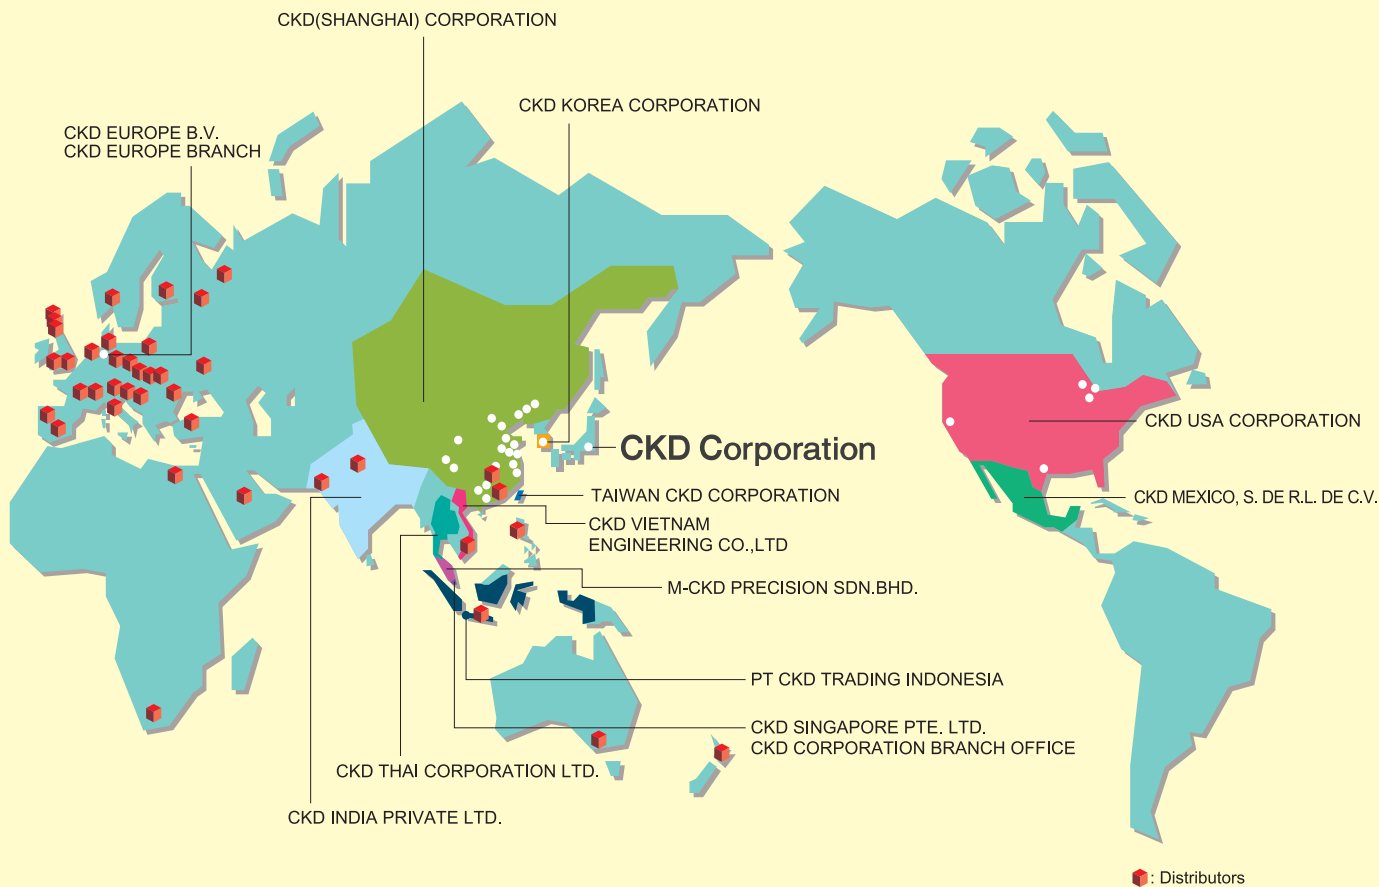 CKD(SHANGHAI) CORPORATION
CKD KOREA CORPORATION
CKD EUROPE B.V.
CKD EUROPE BRANCH
CKD USA CORPORATION
CKD Corporation
TAIWAN CKD CORPORATION
CKD MEXICO, S. DE R.L. DE C.V.
CKD VIETNAM
ENGINEERING CO.,LTD
M-CKD PRECISION SDN.BHD.
PT CKD TRADING INDONESIA
CKD SINGAPORE PTE. LTD.
CKD CORPORATION BRANCH OFFICE
CKD THAI CORPORATION LTD.
CKD INDIA PRIVATE LTD.
: Distributors